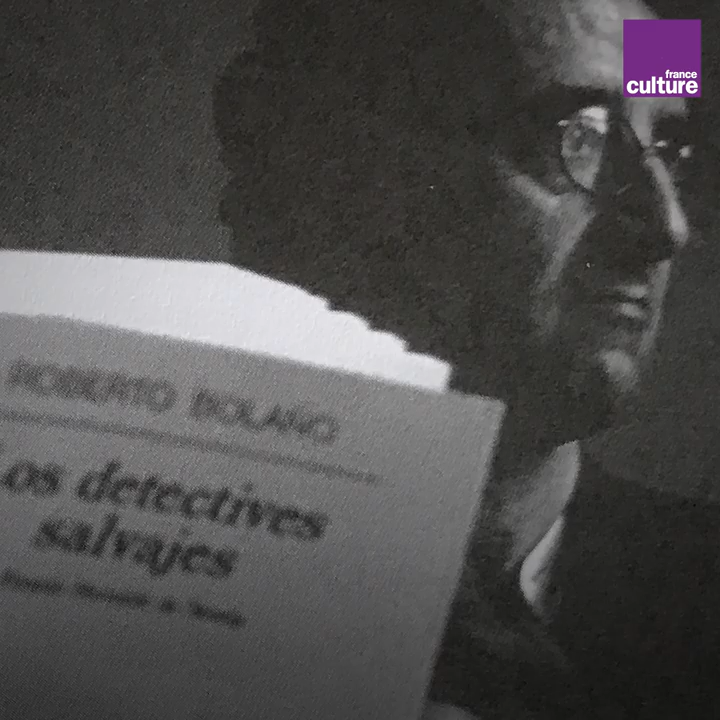 france
culture
ROBERTO BOLAÑO
Los detectives
salvajes